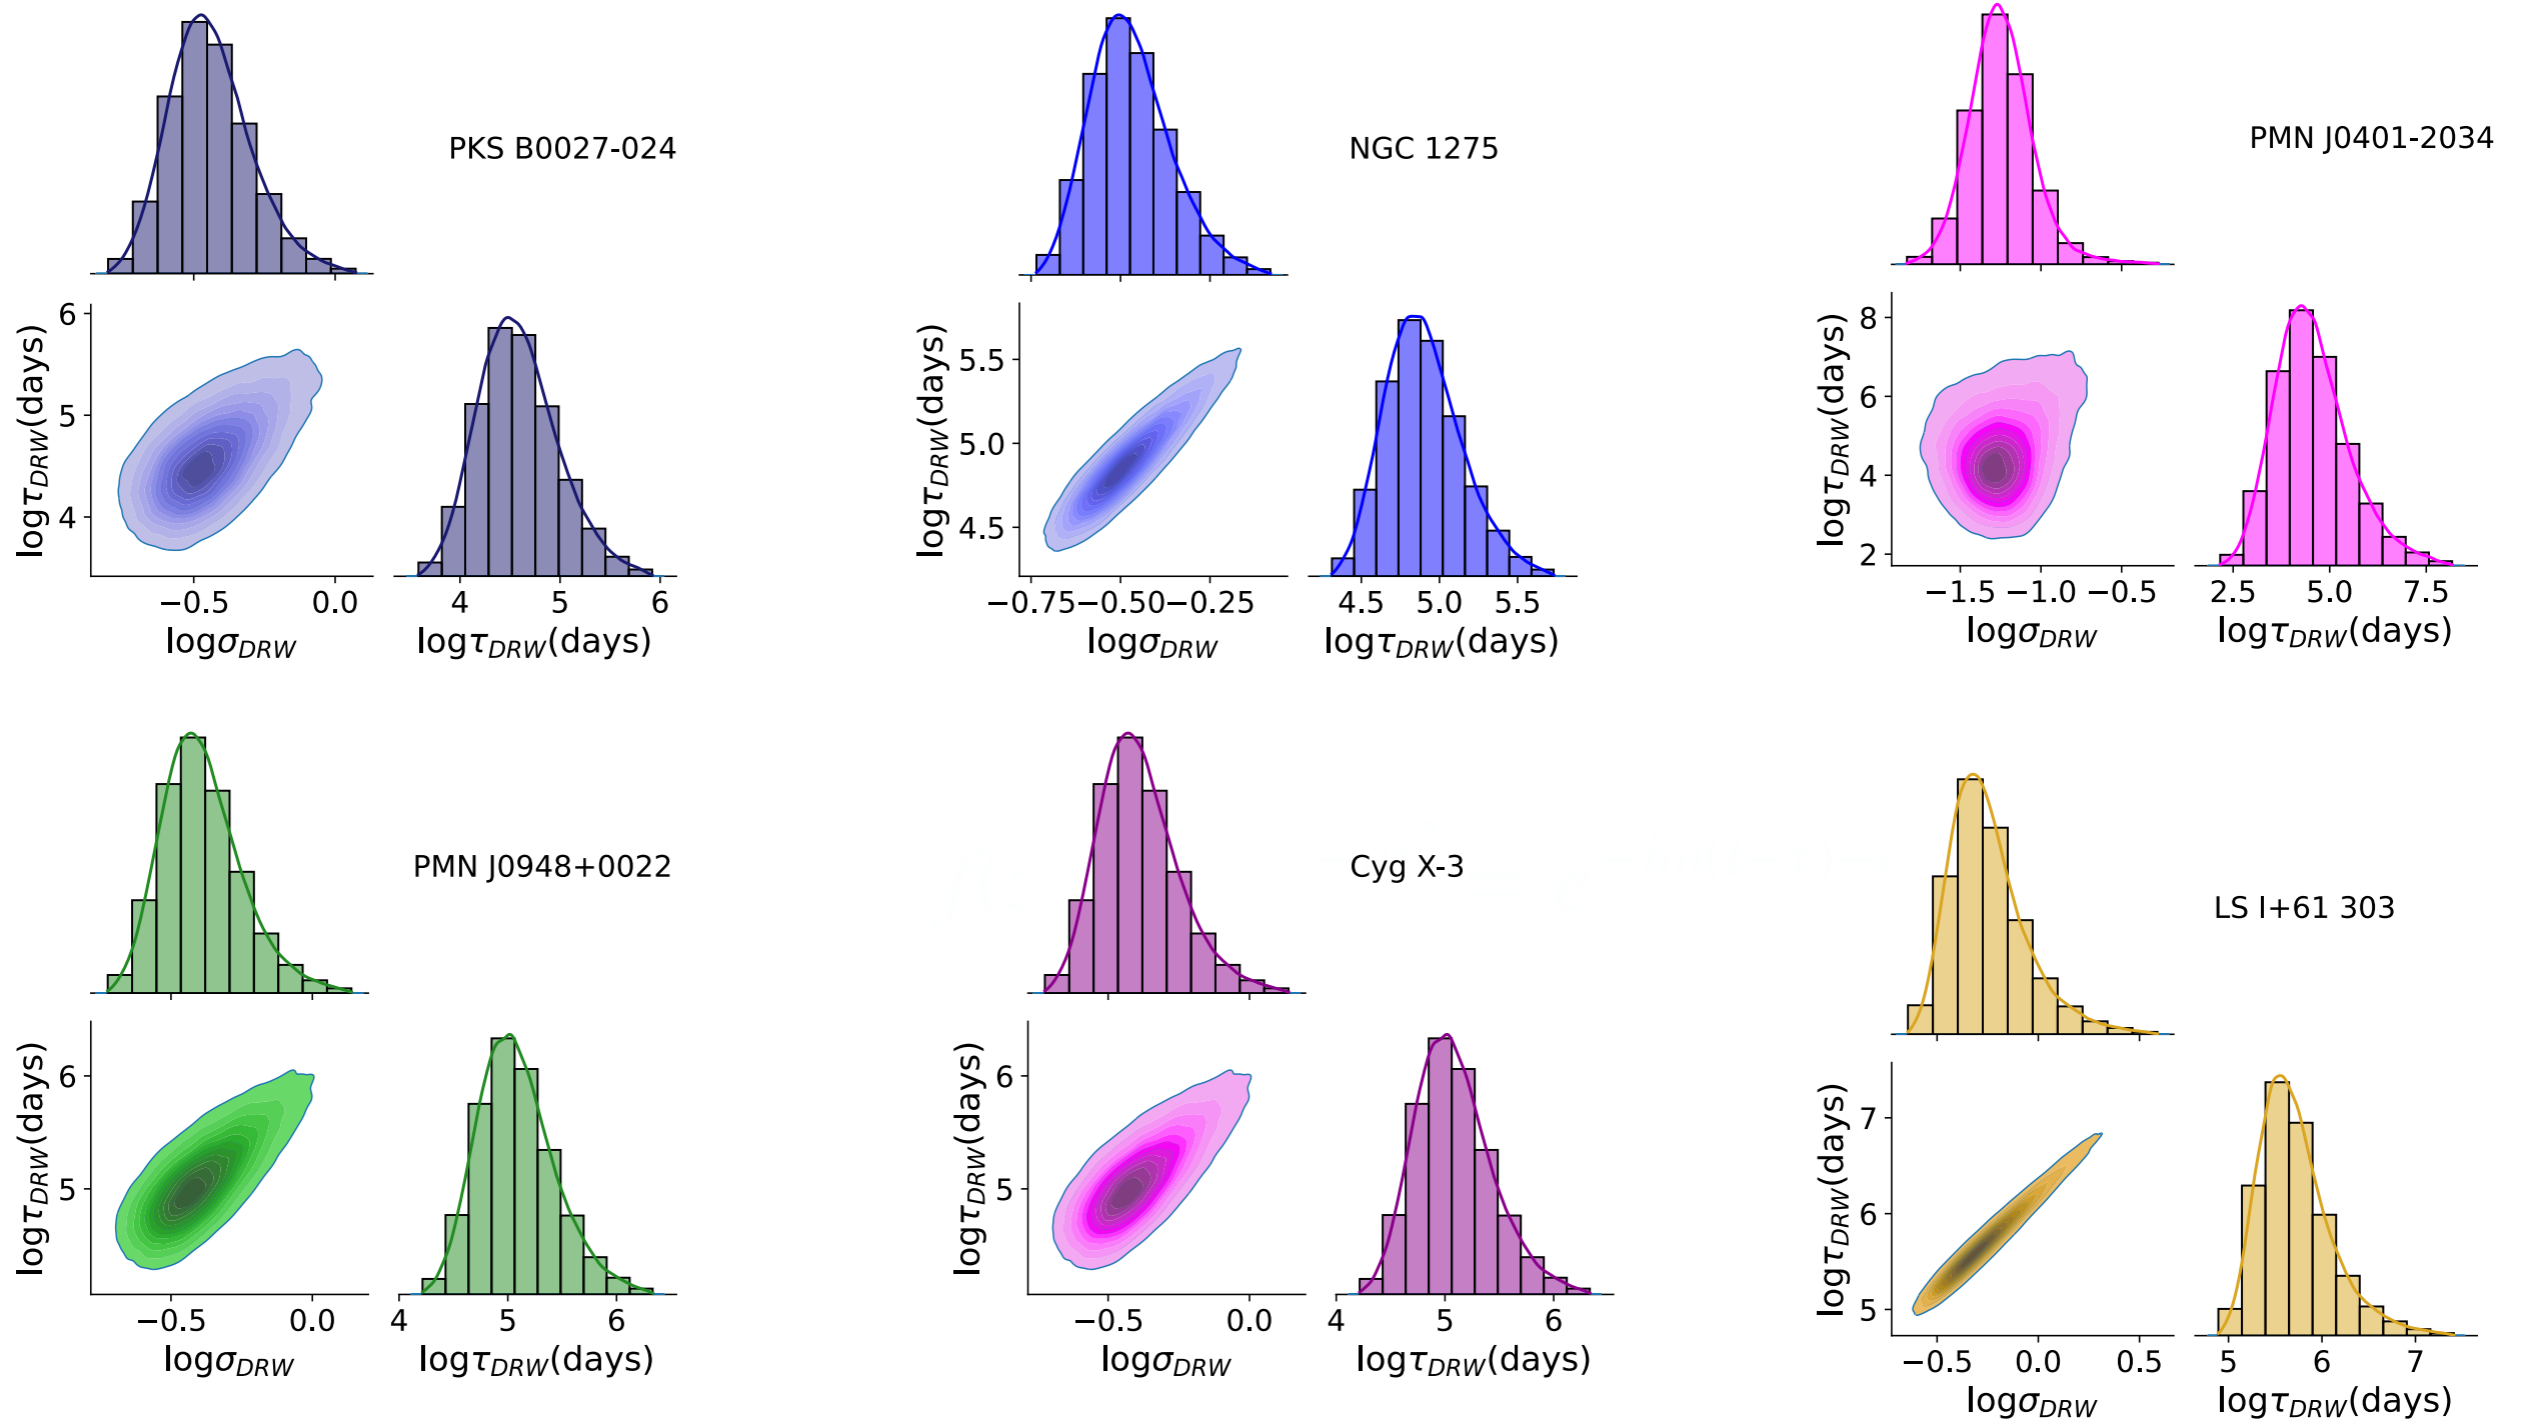 PKS B0027-024
6
5
4
logτDRW(days)
−0.5 0.0
logσDRW
4 5 6
logτDRW(days)
NGC 1275
5.5
5.0
4.5
logτDRW(days)
−0.75 −0.50 −0.25
logσDRW
4.5 5.0 5.5
logτDRW(days)
PMN J0401-2034
8
6
4
2
logτDRW(days)
−1.5 −1.0 −0.5
logσDRW
2.5 5.0 7.5
logτDRW(days)
PMN J0948+0022
6
5
logτDRW(days)
−0.5 0.0
logσDRW
4 5 6
logτDRW(days)
Cyg X-3
6
5
logτDRW(days)
−0.5 0.0
logσDRW
4 5 6
logτDRW(days)
LS I+61 303
7
6
5
logτDRW(days)
−0.5 0.0 0.5
logσDRW
5 6 7
logτDRW(days)